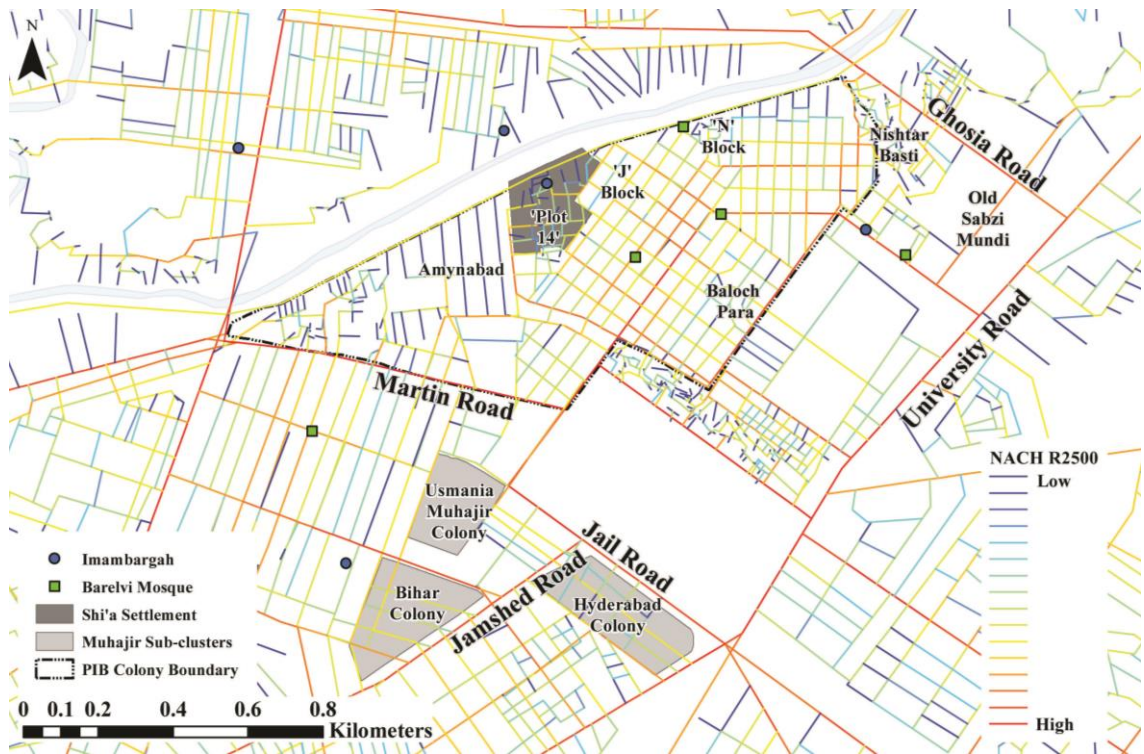 N
Ghosia Road
'N'
Block
Nishtar
Basti
'J'
Block
Old
Sabzi
Mundi
'Plot
14'
Amynabad
Baloch
Para
University Road
Martin Road
NACH R2500
Low
High
Usmania
Muhajir
Colony
Jail Road
Jamshed Road
Bihar
Colony
Hyderabad
Colony
Imambargah
Barelvi Mosque
Shi'a Settlement
Muhajir Sub-clusters
PIB Colony Boundary
0 0.1 0.2 0.4 0.6 0.8
Kilometers